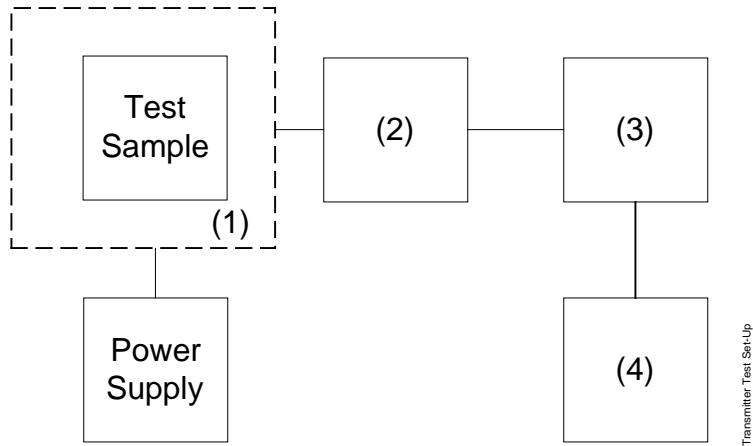 Test
Sample
(1)
(2)
(3)
Power
Supply
(4)
Transmitter Test Set-Up